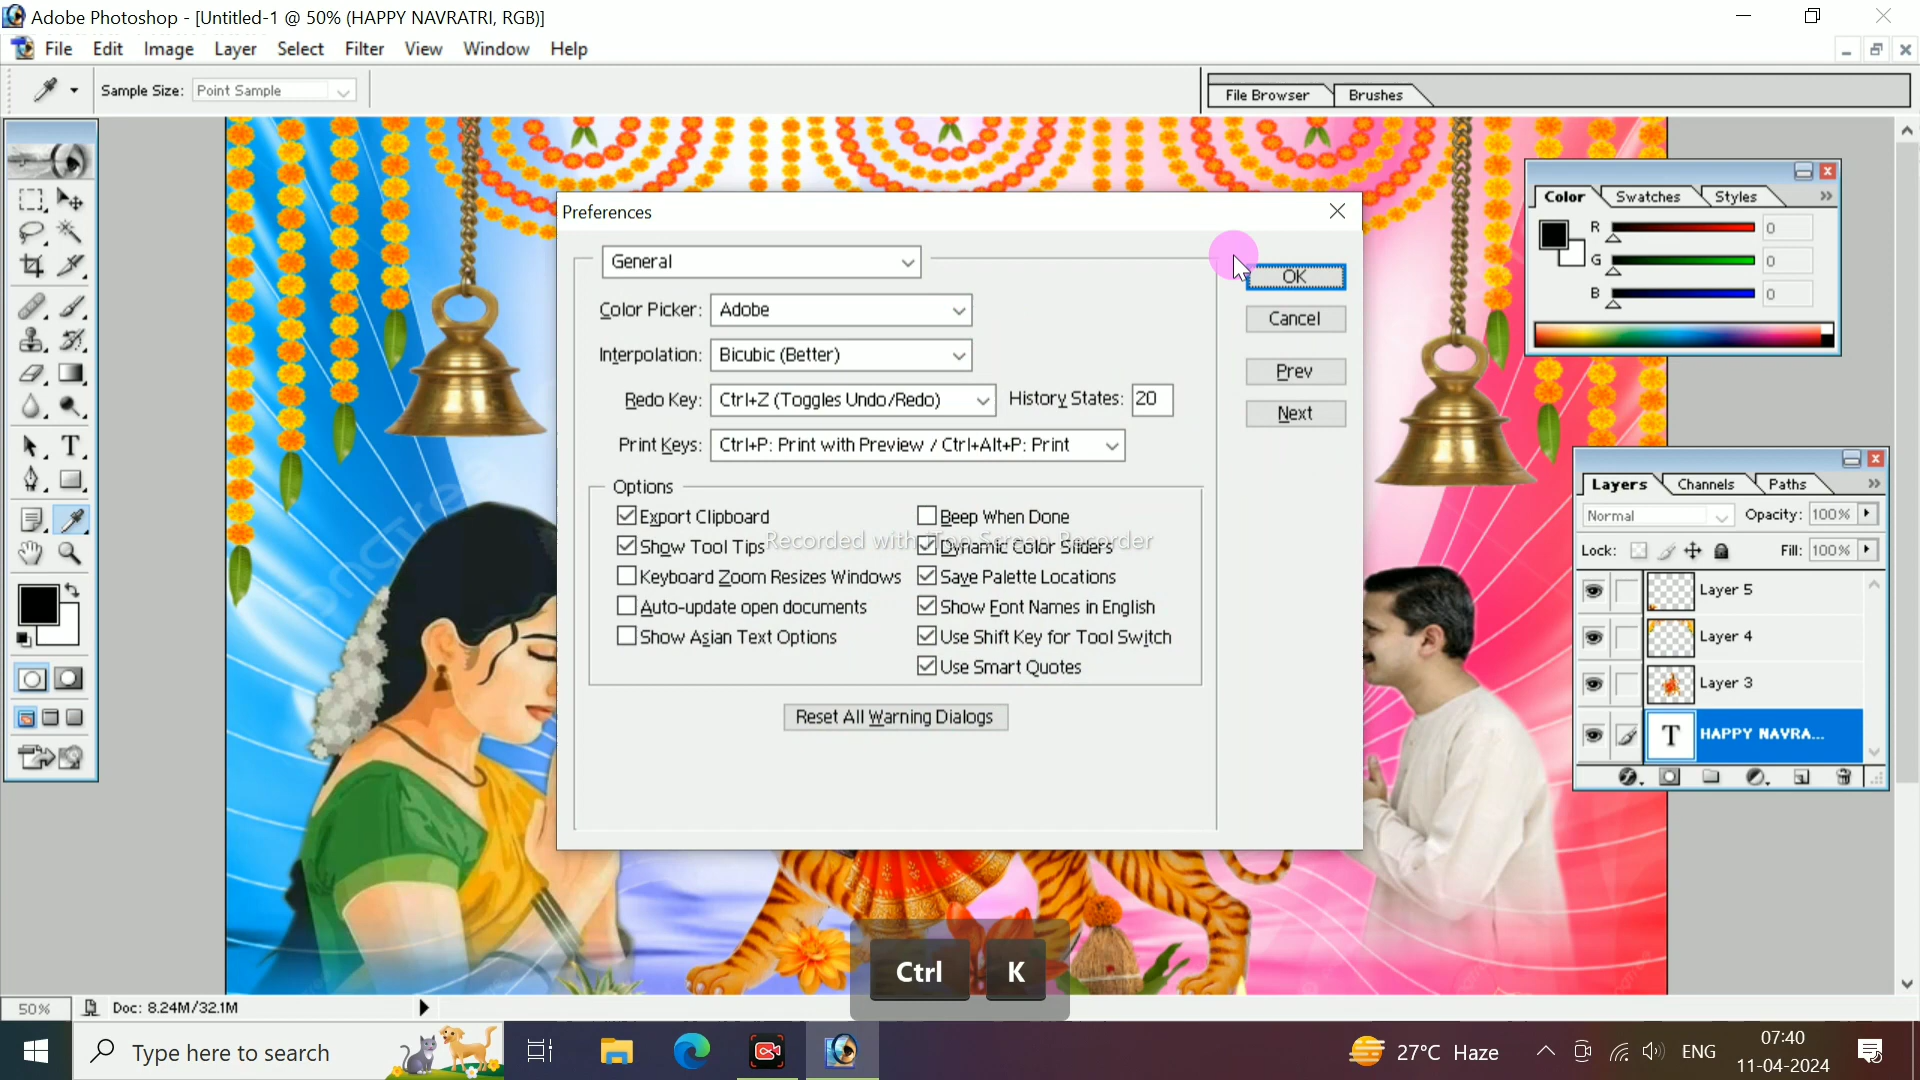 Adobe Photoshop - [Untitled-1 @ 50% (HAPPY NAVRATRI, RGB)]
File Edit Image Layer Select Filter View Window Help
Sample Size: Point Sample
File Browser Brushes
Preferences
General
OK
Color Picker: Adobe
Cancel
Interpolation: Bicubic (Better)
Prev
Redo Key: Ctrl+Z (Toggles Undo/Redo) History States: 20
Next
Print Keys: Ctrl+P: Print with Preview / Ctrl+Alt+P: Print
Options
Export Clipboard
Beep When Done
Show Tool Tips
Dynamic Color Sliders
Recorded with iTop Screen Recorder
Keyboard Zoom Resizes Windows
Save Palette Locations
Auto-update open documents
Show Font Names in English
Show Asian Text Options
Use Shift Key for Tool Switch
Use Smart Quotes
Reset All Warning Dialogs
Color Swatches Styles
R 0
G 0
B 0
Layers Channels Paths
Normal Opacity: 100%
Lock: Fill: 100%
Layer 5
Layer 4
Layer 3
T HAPPY NAVRA...
Ctrl K
50% Doc: 8.24M/32.1M
Type here to search
27°C Haze
ENG
07:40
11-04-2024